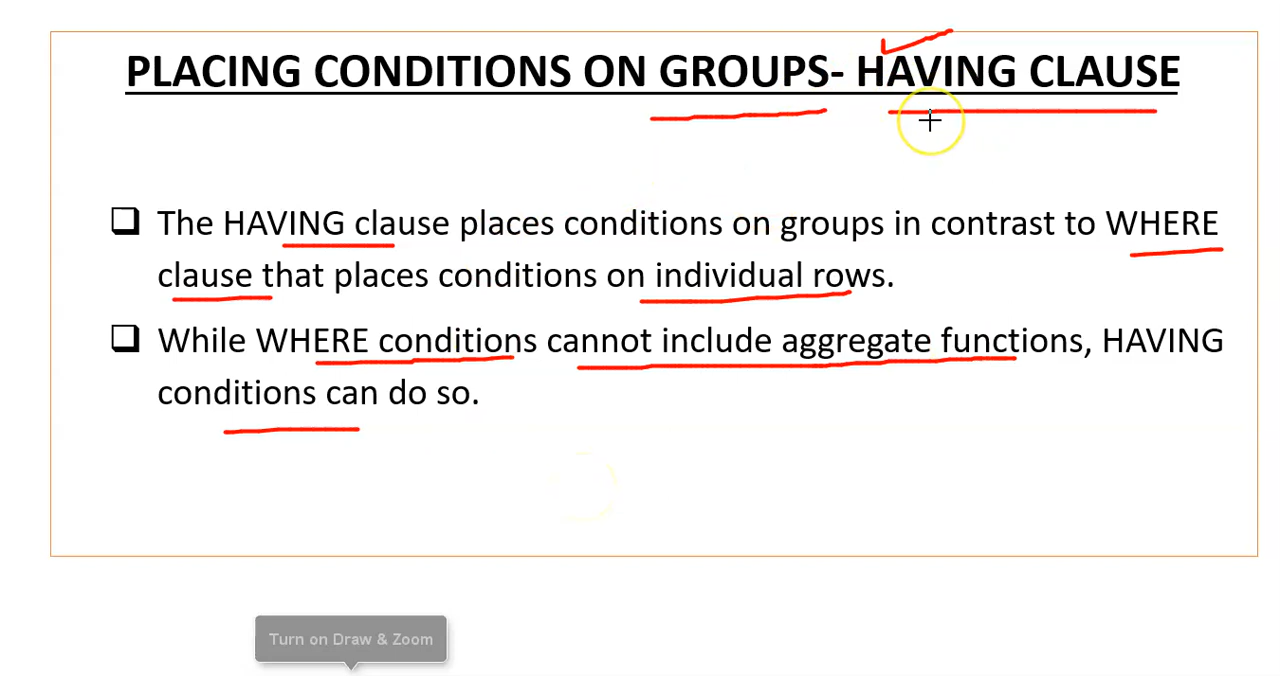 PLACING CONDITIONS ON GROUPS- HAVING CLAUSE
❑ The HAVING clause places conditions on groups in contrast to WHERE
clause that places conditions on individual rows.
❑ While WHERE conditions cannot include aggregate functions, HAVING
conditions can do so.
Turn on Draw & Zoom